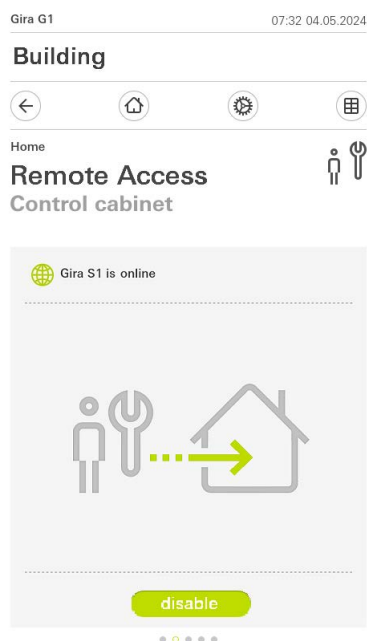 Gira G1
07:32 04.05.2024
Building
Home
Remote Access
Control cabinet
Gira S1 is online
disable